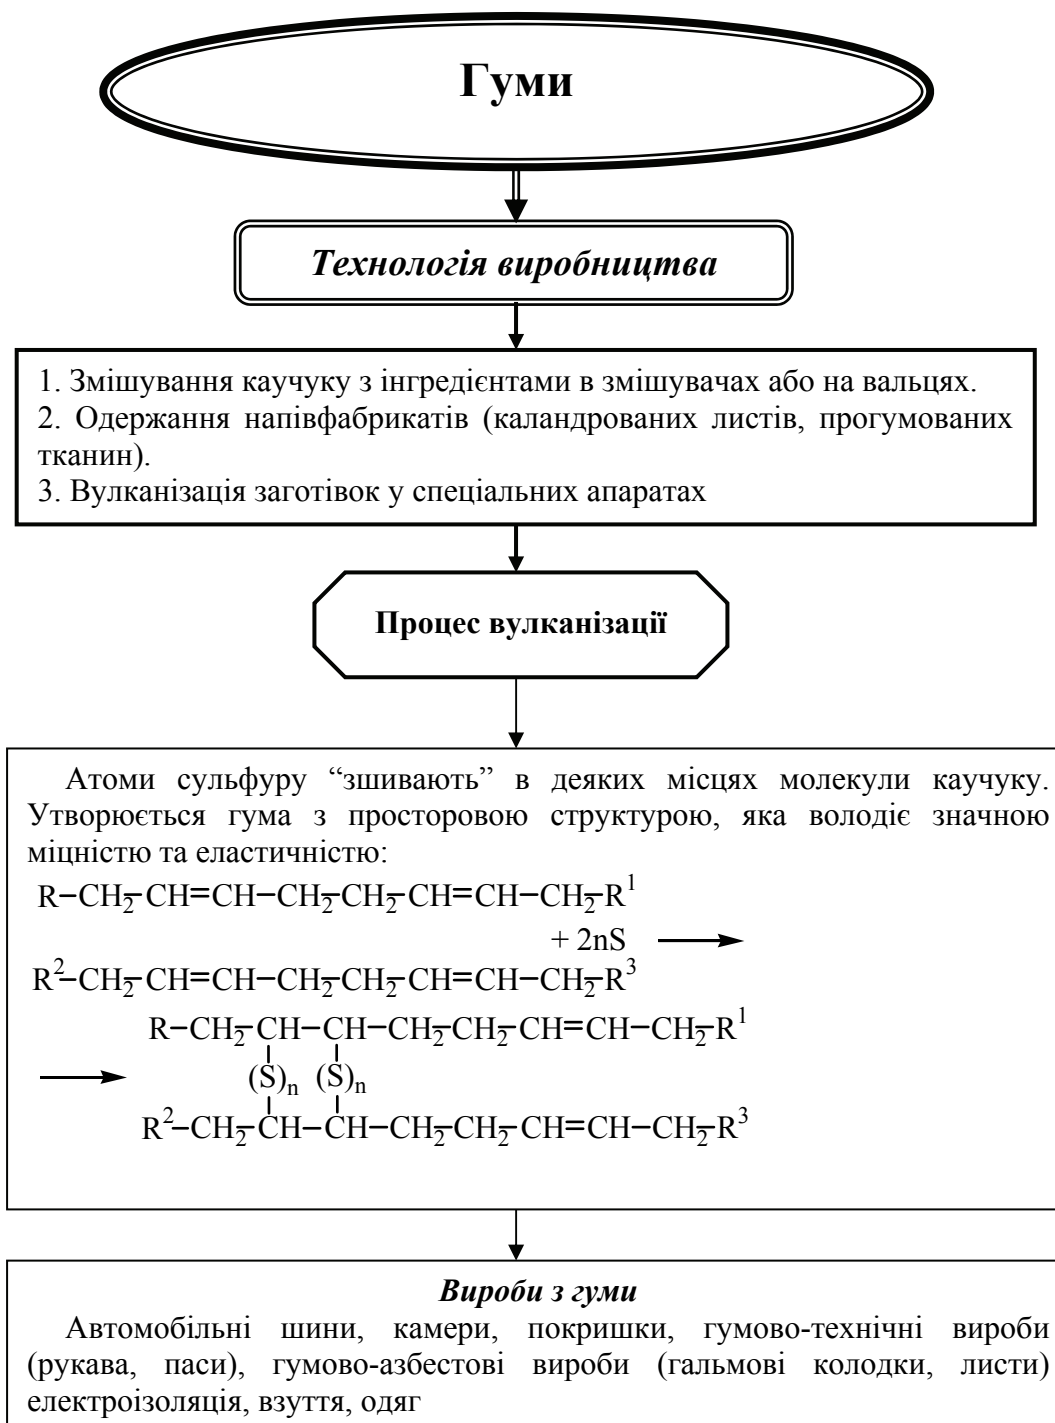 Гуми
Технологія виробництва
1. Змішування каучуку з інгредієнтами в змішувачах або на вальцях.
2. Одержання напівфабрикатів (каландрованих листів, прогумованих
тканин).
3. Вулканізація заготівок у спеціальних апаратах
Процес вулканізації
Атоми сульфуру “зшивають” в деяких місцях молекули каучуку.
Утворюється гума з просторовою структурою, яка володіє значною
міцністю та еластичністю:
R–CH₂–CH=CH–CH₂–CH₂–CH=CH–CH₂–R¹
+ 2nS ⟶
R²–CH₂–CH=CH–CH₂–CH₂–CH=CH–CH₂–R³
R–CH₂–CH–CH–CH₂–CH₂–CH=CH–CH₂–R¹
⟶ (S)ₙ (S)ₙ
R²–CH₂–CH–CH–CH₂–CH₂–CH=CH–CH₂–R³
Вироби з гуми
Автомобільні шини, камери, покришки, гумово-технічні вироби
(рукава, паси), гумово-азбестові вироби (гальмові колодки, листи)
електроізоляція, взуття, одяг